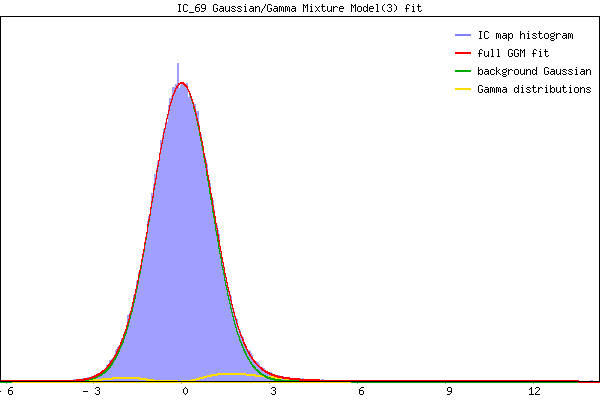 IC_69 Gaussian/Gamma Mixture Model(3) fit
IC map histogram
full GGM fit
background Gaussian
Gamma distributions
-6 -3 0 3 6 9 12